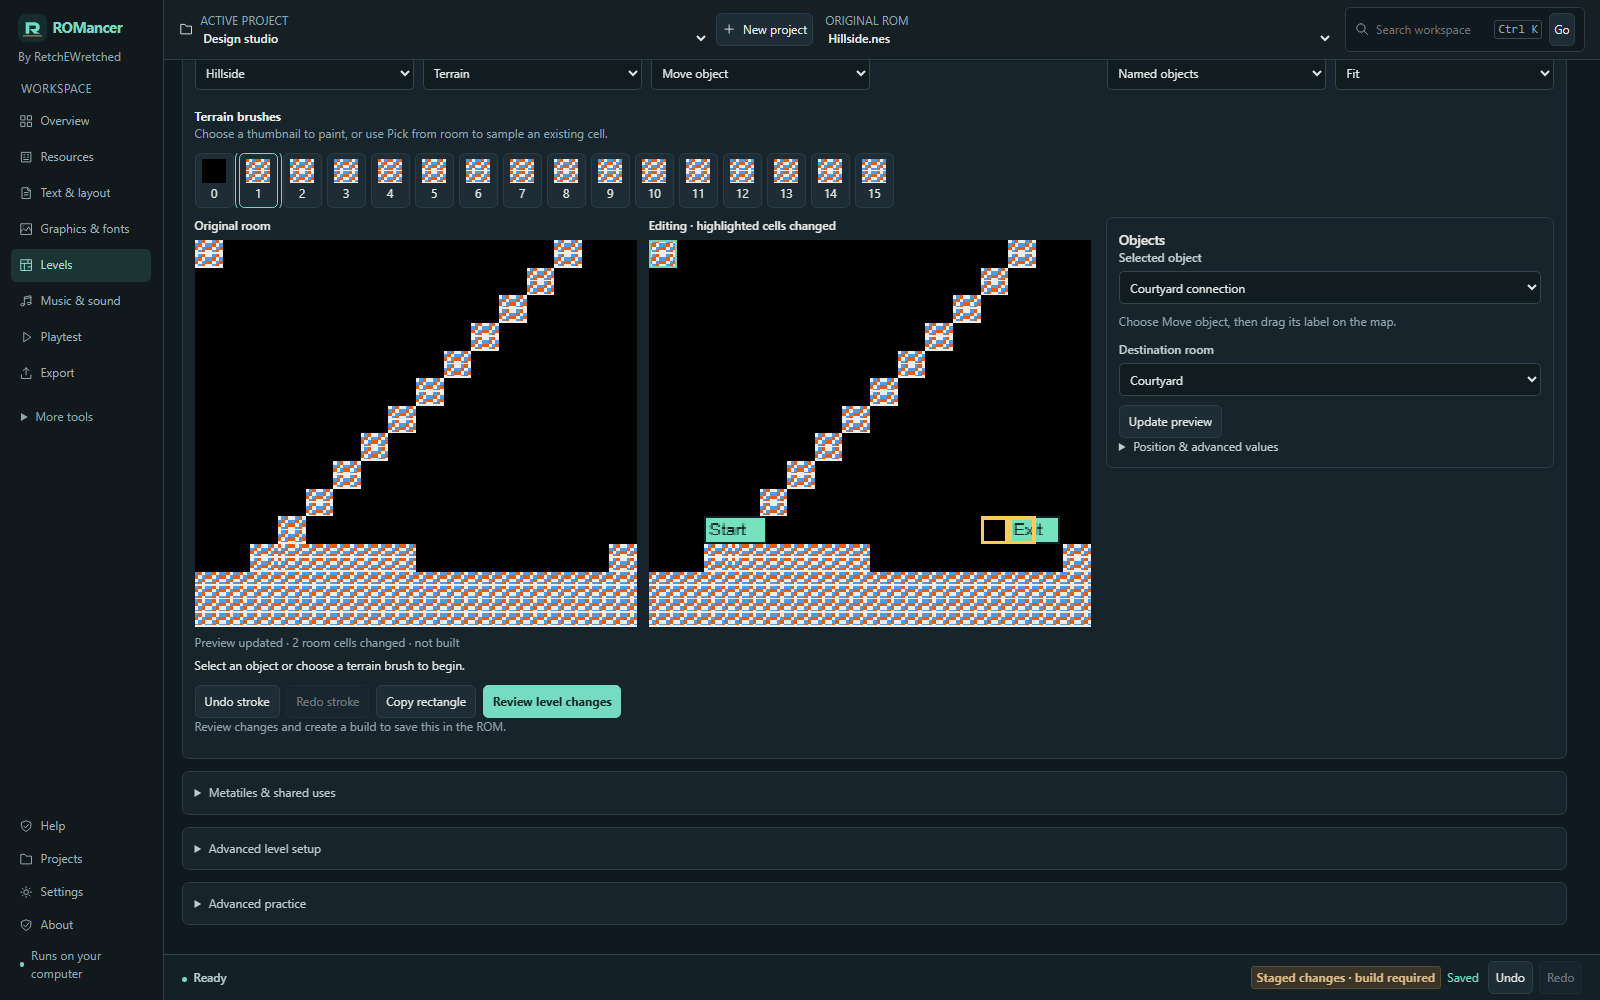 ROMancer
By RetchEWretched
WORKSPACE
Overview
Resources
Text & layout
Graphics & fonts
Levels
Music & sound
Playtest
Export
More tools
Help
Projects
Settings
About
Runs on your
computer
ACTIVE PROJECT
Design studio
New project
ORIGINAL ROM
Hillside.nes
Search workspace
Ctrl K
Go
Hillside
Terrain
Move object
Named objects
Fit
Terrain brushes
Choose a thumbnail to paint, or use Pick from room to sample an existing cell.
0 1 2 3 4 5 6 7 8 9 10 11 12 13 14 15
Original room
Editing · highlighted cells changed
Start
Exit
Objects
Selected object
Courtyard connection
Choose Move object, then drag its label on the map.
Destination room
Courtyard
Update preview
Position & advanced values
Preview updated · 2 room cells changed · not built
Select an object or choose a terrain brush to begin.
Undo stroke
Redo stroke
Copy rectangle
Review level changes
Review changes and create a build to save this in the ROM.
Metatiles & shared uses
Advanced level setup
Advanced practice
Ready
Staged changes · build required
Saved
Undo
Redo